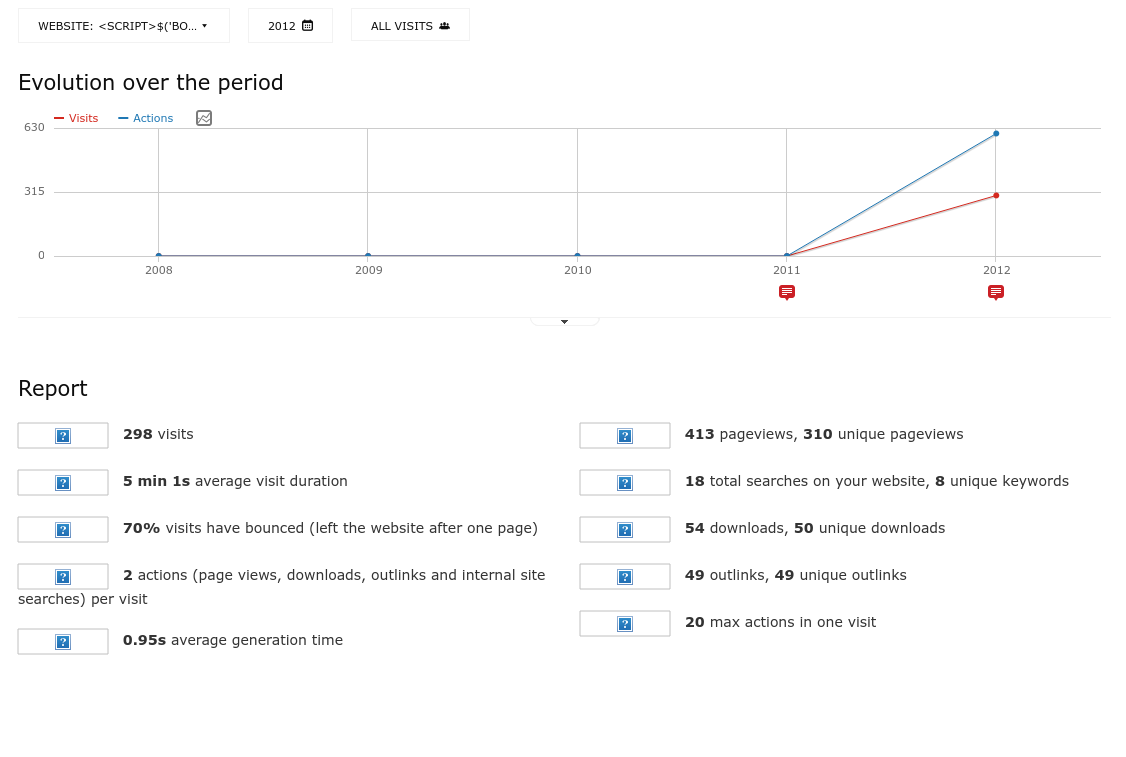 WEBSITE: <SCRIPT>$('BO...
2012
ALL VISITS
Evolution over the period
Visits
Actions
630
315
0
2008
2009
2010
2011
2012
Report
298 visits
5 min 1s average visit duration
70% visits have bounced (left the website after one page)
2 actions (page views, downloads, outlinks and internal site
searches) per visit
0.95s average generation time
413 pageviews, 310 unique pageviews
18 total searches on your website, 8 unique keywords
54 downloads, 50 unique downloads
49 outlinks, 49 unique outlinks
20 max actions in one visit